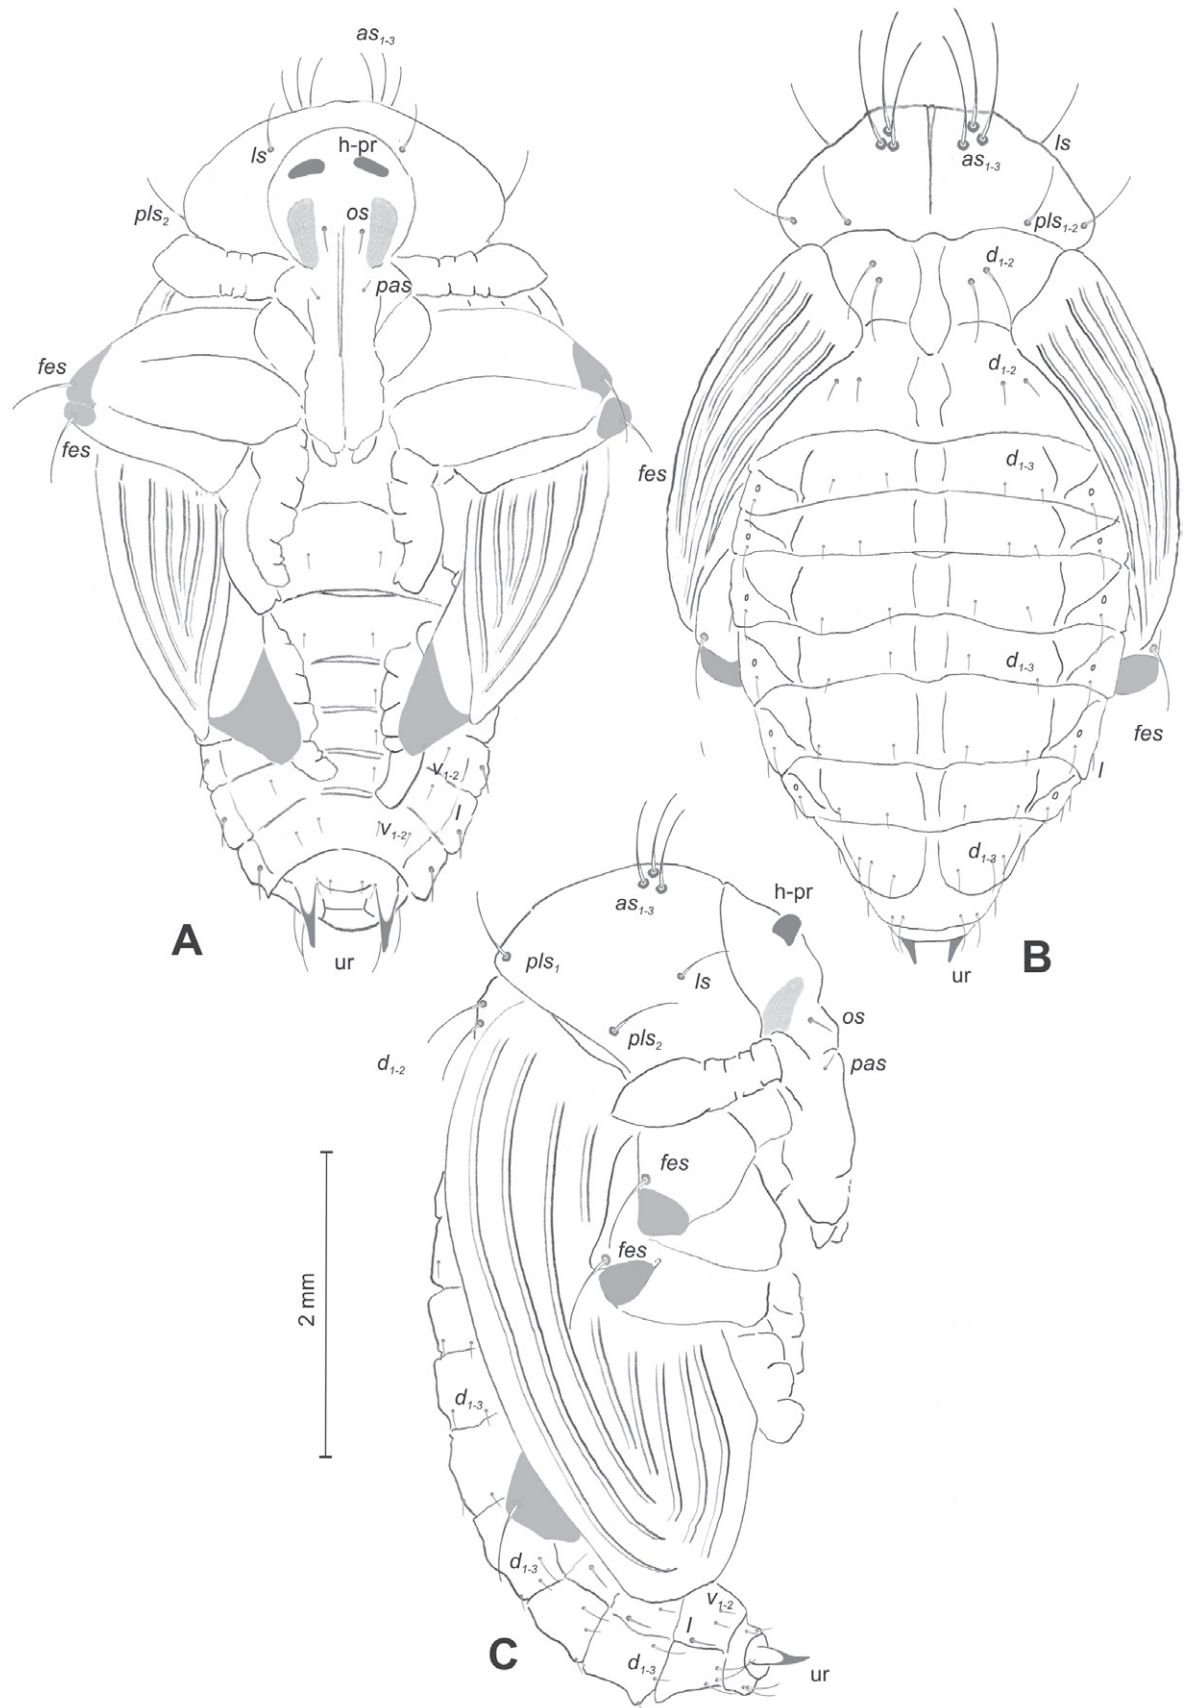 as1-3
h-pr
ls
pls2
os
pas
fes
fes
fes
v1-2
l
v1-2
A
ur
as1-3
ls
pls1-2
d1-2
d1-2
d1-3
d1-3
fes
l
d1-3
B
ur
as1-3
h-pr
pls1
ls
os
pls2
d1-2
pas
fes
fes
2 mm
d1-3
d1-3
v1-2
l
C
d1-3
ur